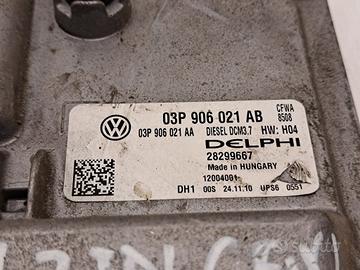 03P 906 021 AB
CFWA
8508
03P 906 021 AA DIESEL DCM3.7 HW: H04
DELPHI
28299667
Made in HUNGARY
12004001
DH1 00S 24.11.10 UPS6 0551
subito